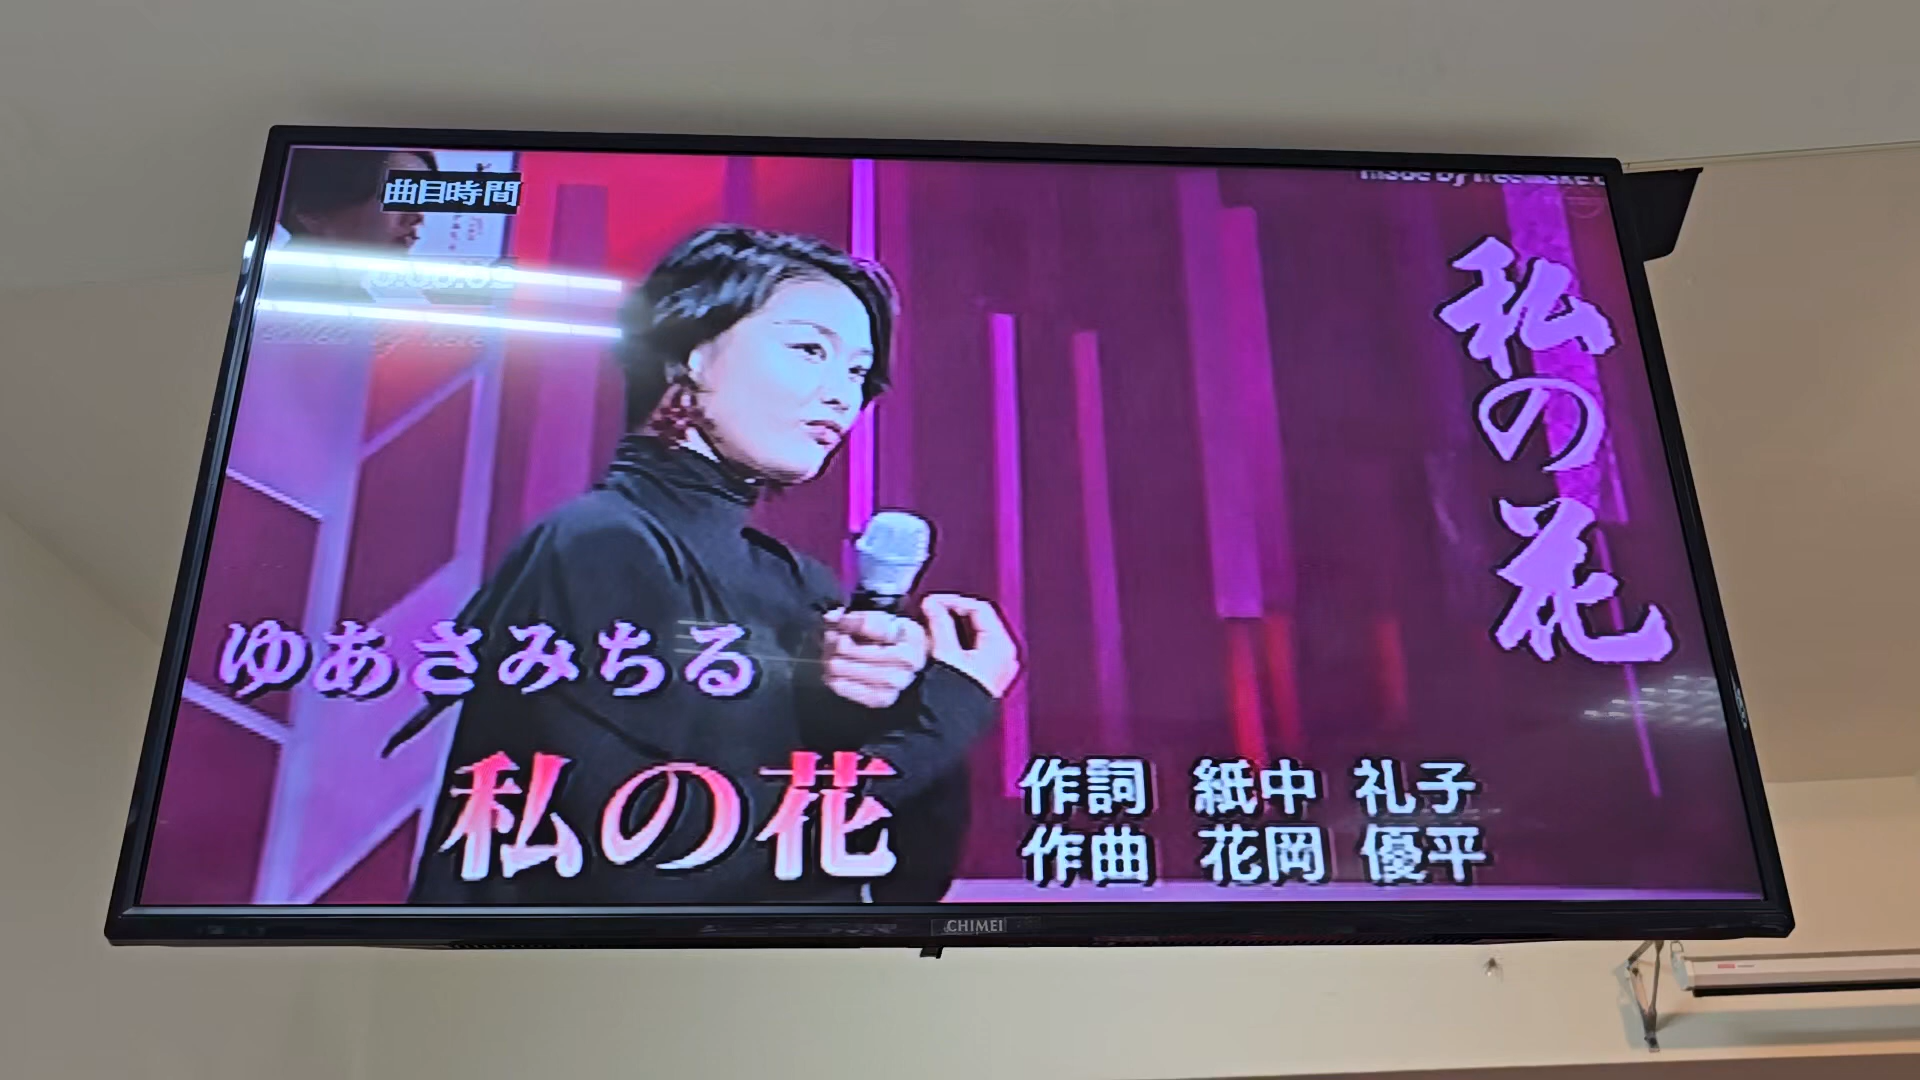 曲目時間
私の花
ゆあさみちる
私の花
作詞 紙中 礼子
作曲 花岡 優平
CHIMEI